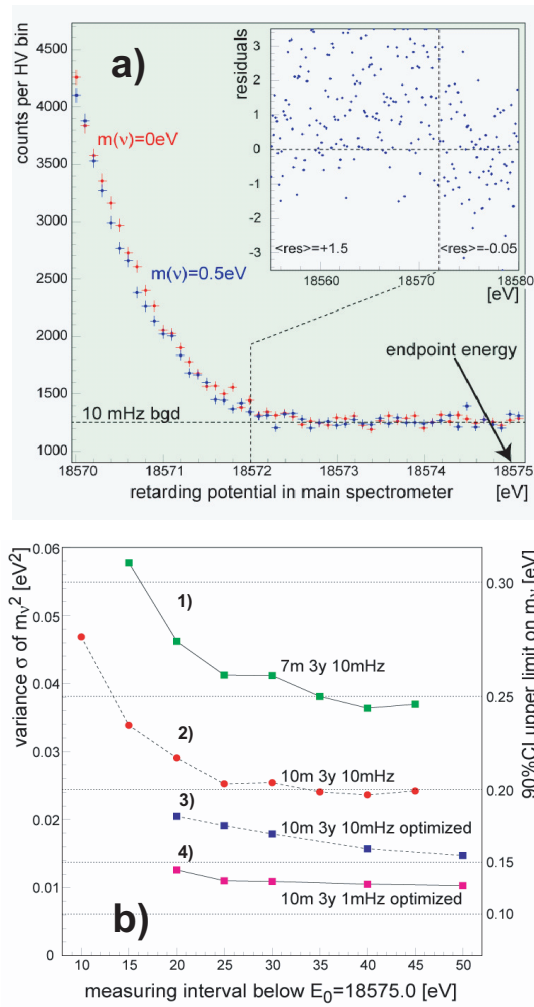 a)
counts per HV bin
4500
4000
3500
3000
2500
2000
1500
1000
m(ν)=0eV
m(ν)=0.5eV
residuals
3
2
1
0
-1
-2
-3
<res>=+1.5
<res>=-0.05
18560
18570
18580
[eV]
endpoint energy
10 mHz bgd
18570
18571
18572
18573
18574
18575
retarding potential in main spectrometer
[eV]
b)
variance σ of mν² [eV²]
0.06
0.05
0.04
0.03
0.02
0.01
0
90%CI upper limit on mν [eV]
0.30
0.25
0.20
0.15
0.10
1)
7m 3y 10mHz
2)
10m 3y 10mHz
3)
10m 3y 10mHz optimized
4)
10m 3y 1mHz optimized
10 15 20 25 30 35 40 45 50
measuring interval below E₀=18575.0 [eV]